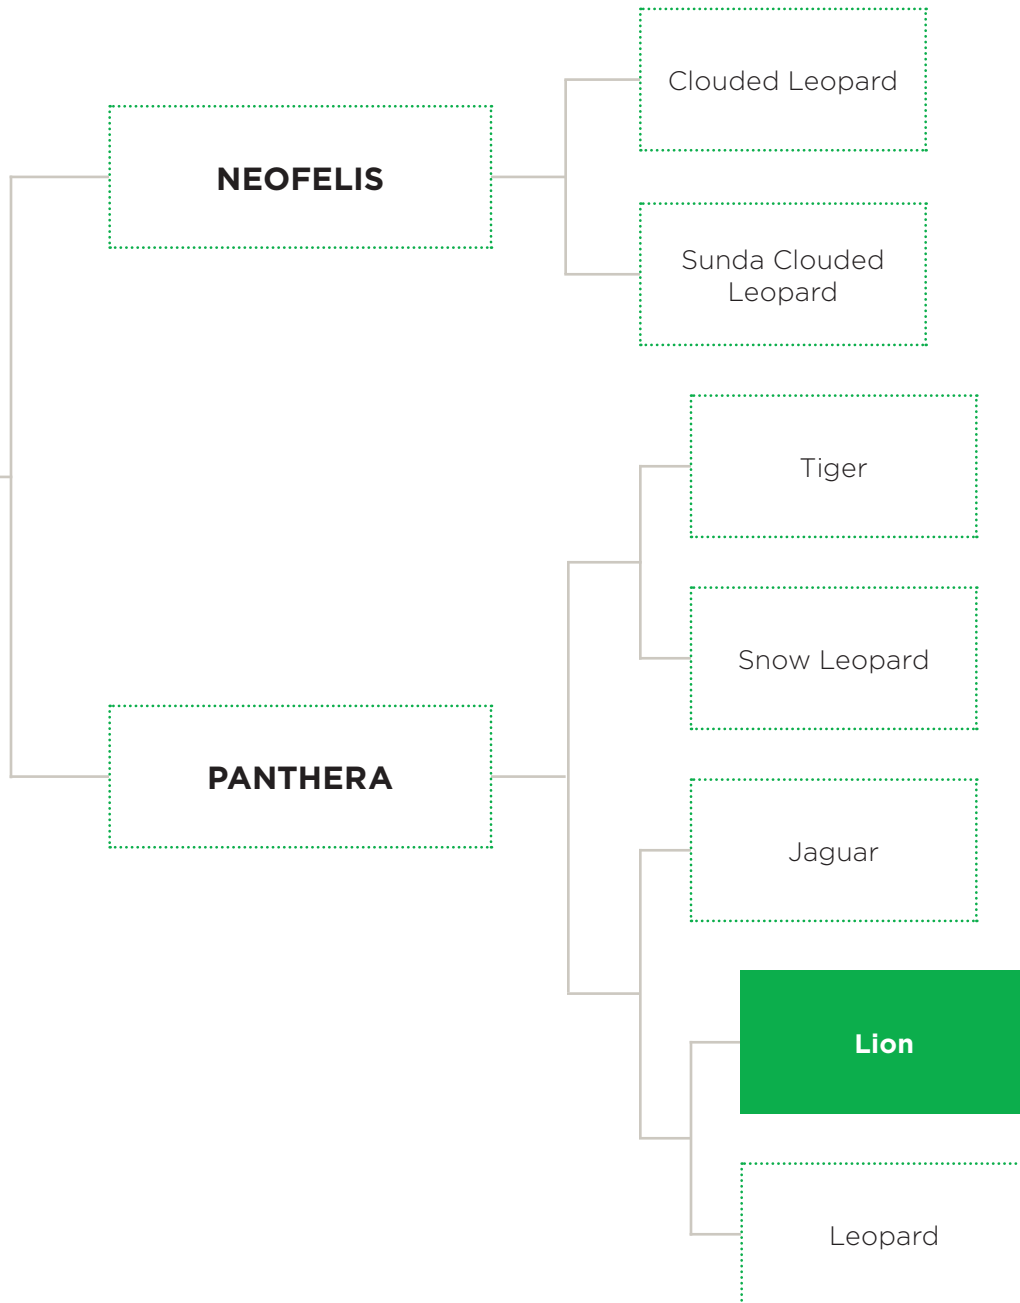 Clouded Leopard
NEOFELIS
Sunda Clouded
Leopard
Tiger
Snow Leopard
PANTHERA
Jaguar
Lion
Leopard